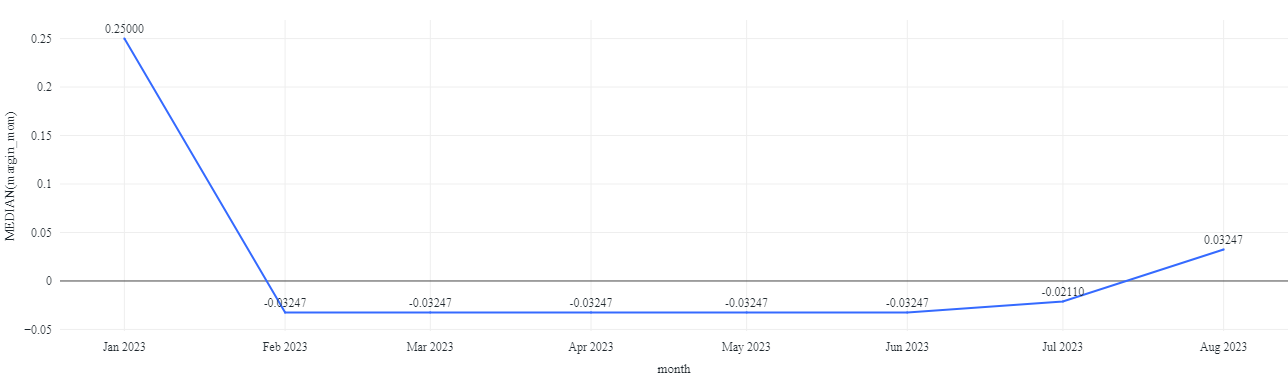 0.25000
0.25
0.2
0.15
0.1
0.05
0
−0.05
MEDIAN(margin_mom)
-0.03247
-0.03247
-0.03247
-0.03247
-0.03247
-0.02110
0.03247
Jan 2023
Feb 2023
Mar 2023
Apr 2023
May 2023
Jun 2023
Jul 2023
Aug 2023
month